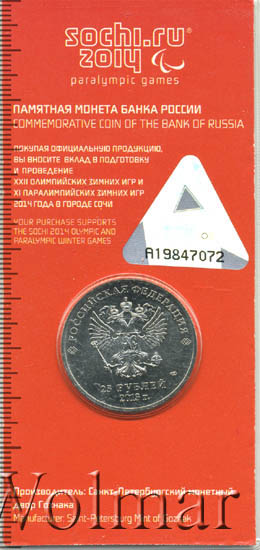 sochi.ru
2014
paralympic games
ПАМЯТНАЯ МОНЕТА БАНКА РОССИИ
COMMEMORATIVE COIN OF THE BANK OF RUSSIA
ПОКУПАЯ ОФИЦИАЛЬНУЮ ПРОДУКЦИЮ,
ВЫ ВНОСИТЕ ВКЛАД В ПОДГОТОВКУ
И ПРОВЕДЕНИЕ
XXII ОЛИМПИЙСКИХ ЗИМНИХ ИГР И
XI ПАРАЛИМПИЙСКИХ ЗИМНИХ ИГР
2014 ГОДА В ГОРОДЕ СОЧИ
YOUR PURCHASE SUPPORTS
THE SOCHI 2014 OLYMPIC AND
PARALYMPIC WINTER GAMES
A19847072
РОССИЙСКАЯ ФЕДЕРАЦИЯ
25 РУБЛЕЙ
2013 г.
Wolmar
Производитель: Санкт-Петербургский монетный
двор Гознака
Manufacturer: Saint-Petersburg Mint of Goznak